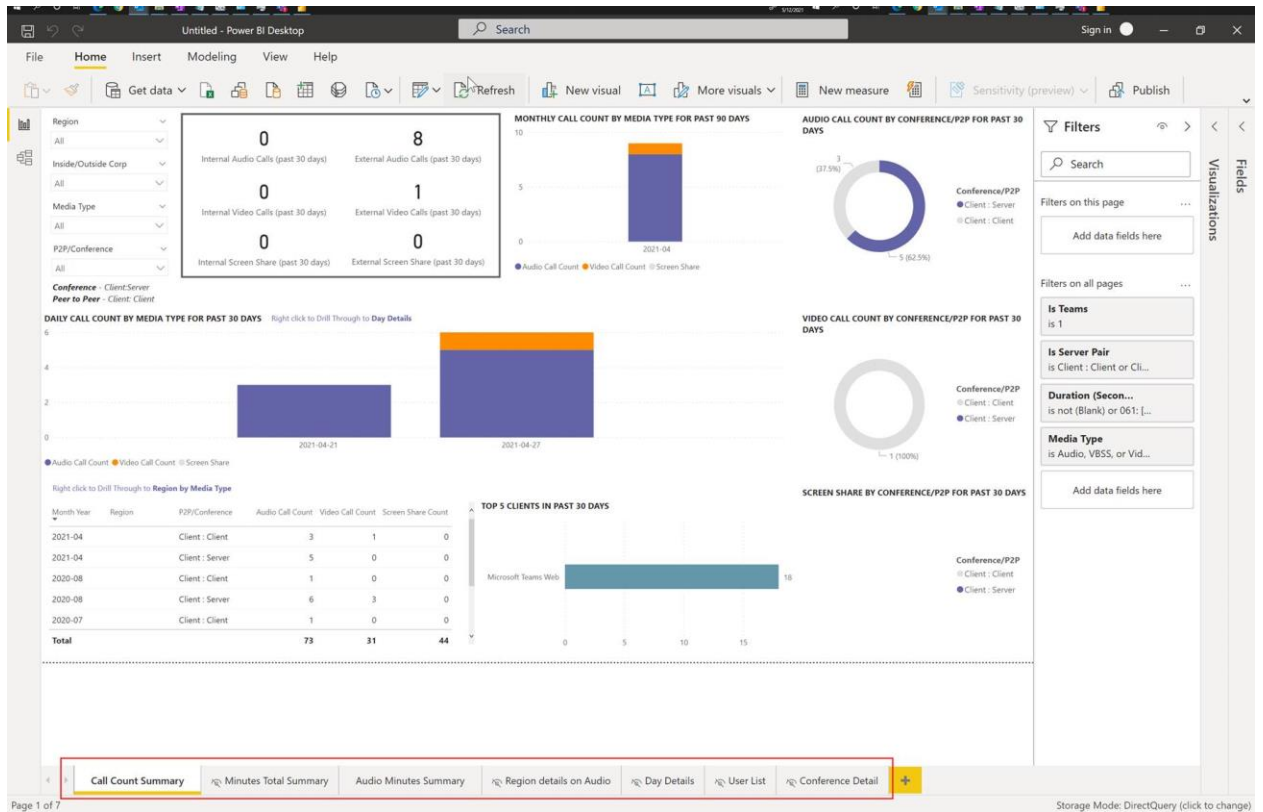 5/12/2021
Untitled - Power BI Desktop
Search
Sign in
File Home Insert Modeling View Help
Get data
Refresh
New visual
More visuals
New measure
Sensitivity (preview)
Publish
Region
All
Inside/Outside Corp
All
Media Type
All
P2P/Conference
All
Conference - Client:Server
Peer to Peer - Client: Client
0 8
Internal Audio Calls (past 30 days) External Audio Calls (past 30 days)
0 1
Internal Video Calls (past 30 days) External Video Calls (past 30 days)
0 0
Internal Screen Share (past 30 days) External Screen Share (past 30 days)
MONTHLY CALL COUNT BY MEDIA TYPE FOR PAST 90 DAYS
10
5
0
2021-04
Audio Call Count Video Call Count Screen Share
AUDIO CALL COUNT BY CONFERENCE/P2P FOR PAST 30
DAYS
3
(37.5%)
5 (62.5%)
Conference/P2P
Client : Server
Client : Client
DAILY CALL COUNT BY MEDIA TYPE FOR PAST 30 DAYS Right click to Drill Through to Day Details
6
4
2
0
2021-04-21 2021-04-27
Audio Call Count Video Call Count Screen Share
VIDEO CALL COUNT BY CONFERENCE/P2P FOR PAST 30
DAYS
Conference/P2P
Client : Client
Client : Server
1 (100%)
Right click to Drill Through to Region by Media Type
Month Year Region P2P/Conference Audio Call Count Video Call Count Screen Share Count
2021-04 Client : Client 3 1 0
2021-04 Client : Server 5 0 0
2020-08 Client : Client 1 0 0
2020-08 Client : Server 6 3 0
2020-07 Client : Client 1 0 0
Total 73 31 44
TOP 5 CLIENTS IN PAST 30 DAYS
Microsoft Teams Web 18
0 5 10 15
SCREEN SHARE BY CONFERENCE/P2P FOR PAST 30 DAYS
Conference/P2P
Client : Client
Client : Server
Filters
Search
Filters on this page ...
Add data fields here
Filters on all pages ...
Is Teams
is 1
Is Server Pair
is Client : Client or Cli...
Duration (Secon...
is not (Blank) or 061: [...
Media Type
is Audio, VBSS, or Vid...
Add data fields here
Visualizations
Fields
Call Count Summary Minutes Total Summary Audio Minutes Summary Region details on Audio Day Details User List Conference Detail +
Page 1 of 7
Storage Mode: DirectQuery (click to change)